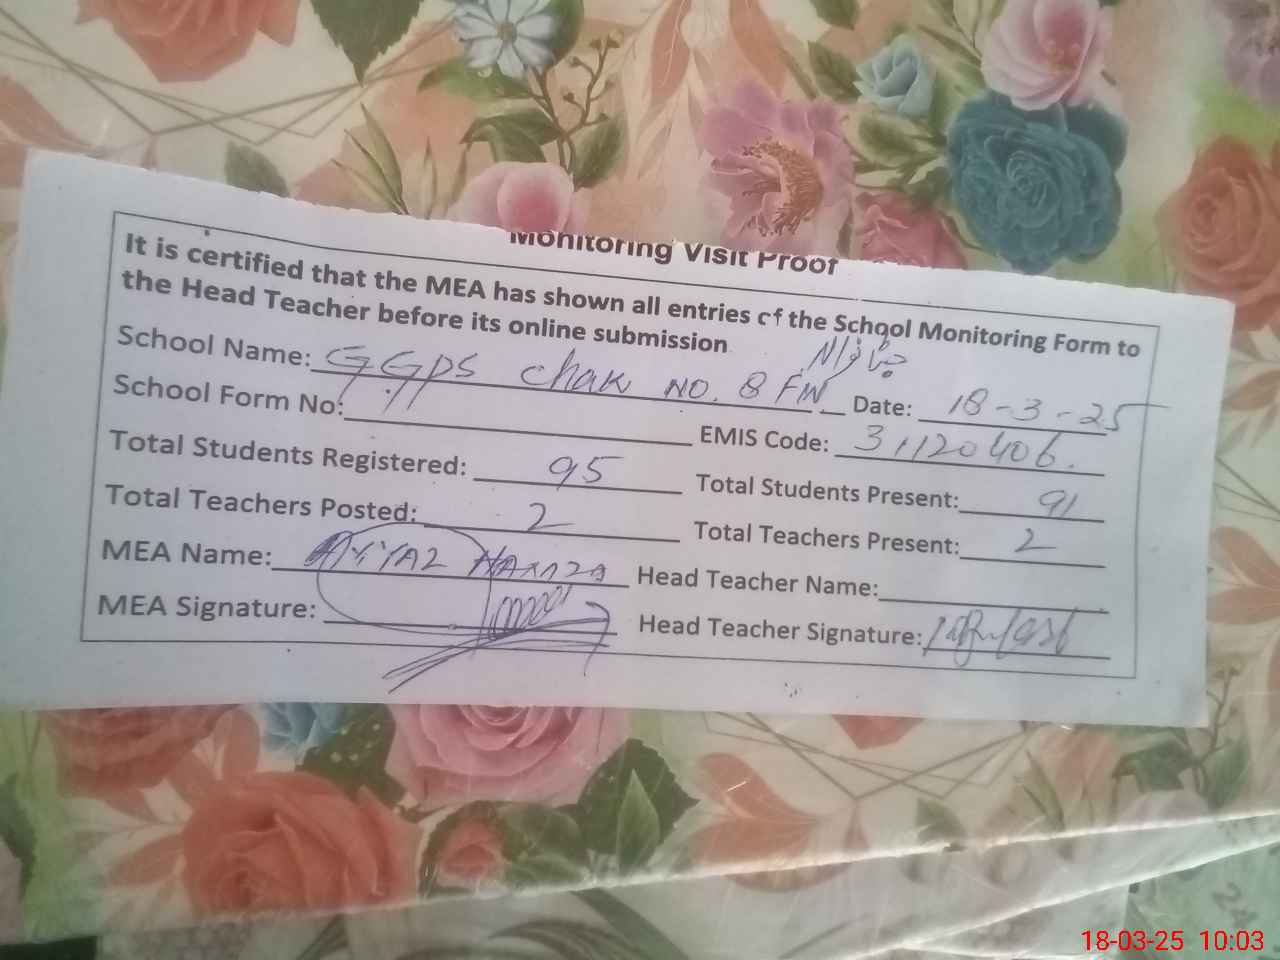 Monitoring Visit Proof
It is certified that the MEA has shown all entries of the School Monitoring Form to
the Head Teacher before its online submission
School Name: GGPS Chak NO. 8 FW Date: 18-3-25
School Form No: EMIS Code: 31120406.
Total Students Registered: 95 Total Students Present: 91
Total Teachers Posted: 2 Total Teachers Present: 2
MEA Name: AYYAZ HAMZA Head Teacher Name:
MEA Signature: Head Teacher Signature:
18-03-25 10:03